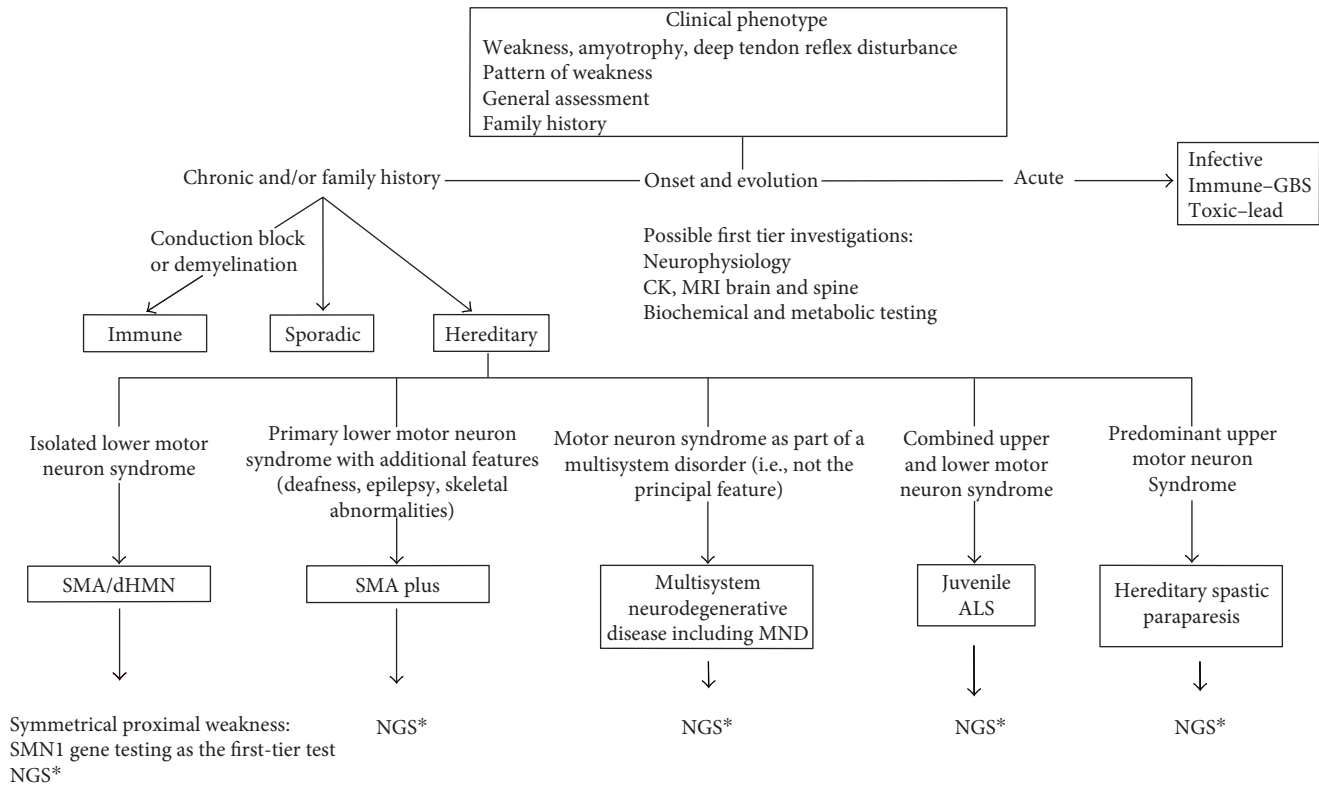 Clinical phenotype
Weakness, amyotrophy, deep tendon reflex disturbance
Pattern of weakness
General assessment
Family history
Chronic and/or family history
Onset and evolution
Acute
Infective
Immune–GBS
Toxic–lead
Conduction block
or demyelination
Possible first tier investigations:
Neurophysiology
CK, MRI brain and spine
Biochemical and metabolic testing
Immune
Sporadic
Hereditary
Isolated lower motor
neuron syndrome
Primary lower motor neuron
syndrome with additional features
(deafness, epilepsy, skeletal
abnormalities)
Motor neuron syndrome as part of a
multisystem disorder (i.e., not the
principal feature)
Combined upper
and lower motor
neuron syndrome
Predominant upper
motor neuron
Syndrome
SMA/dHMN
SMA plus
Multisystem
neurodegenerative
disease including MND
Juvenile
ALS
Hereditary spastic
paraparesis
Symmetrical proximal weakness:
SMN1 gene testing as the first-tier test
NGS*
NGS*
NGS*
NGS*
NGS*